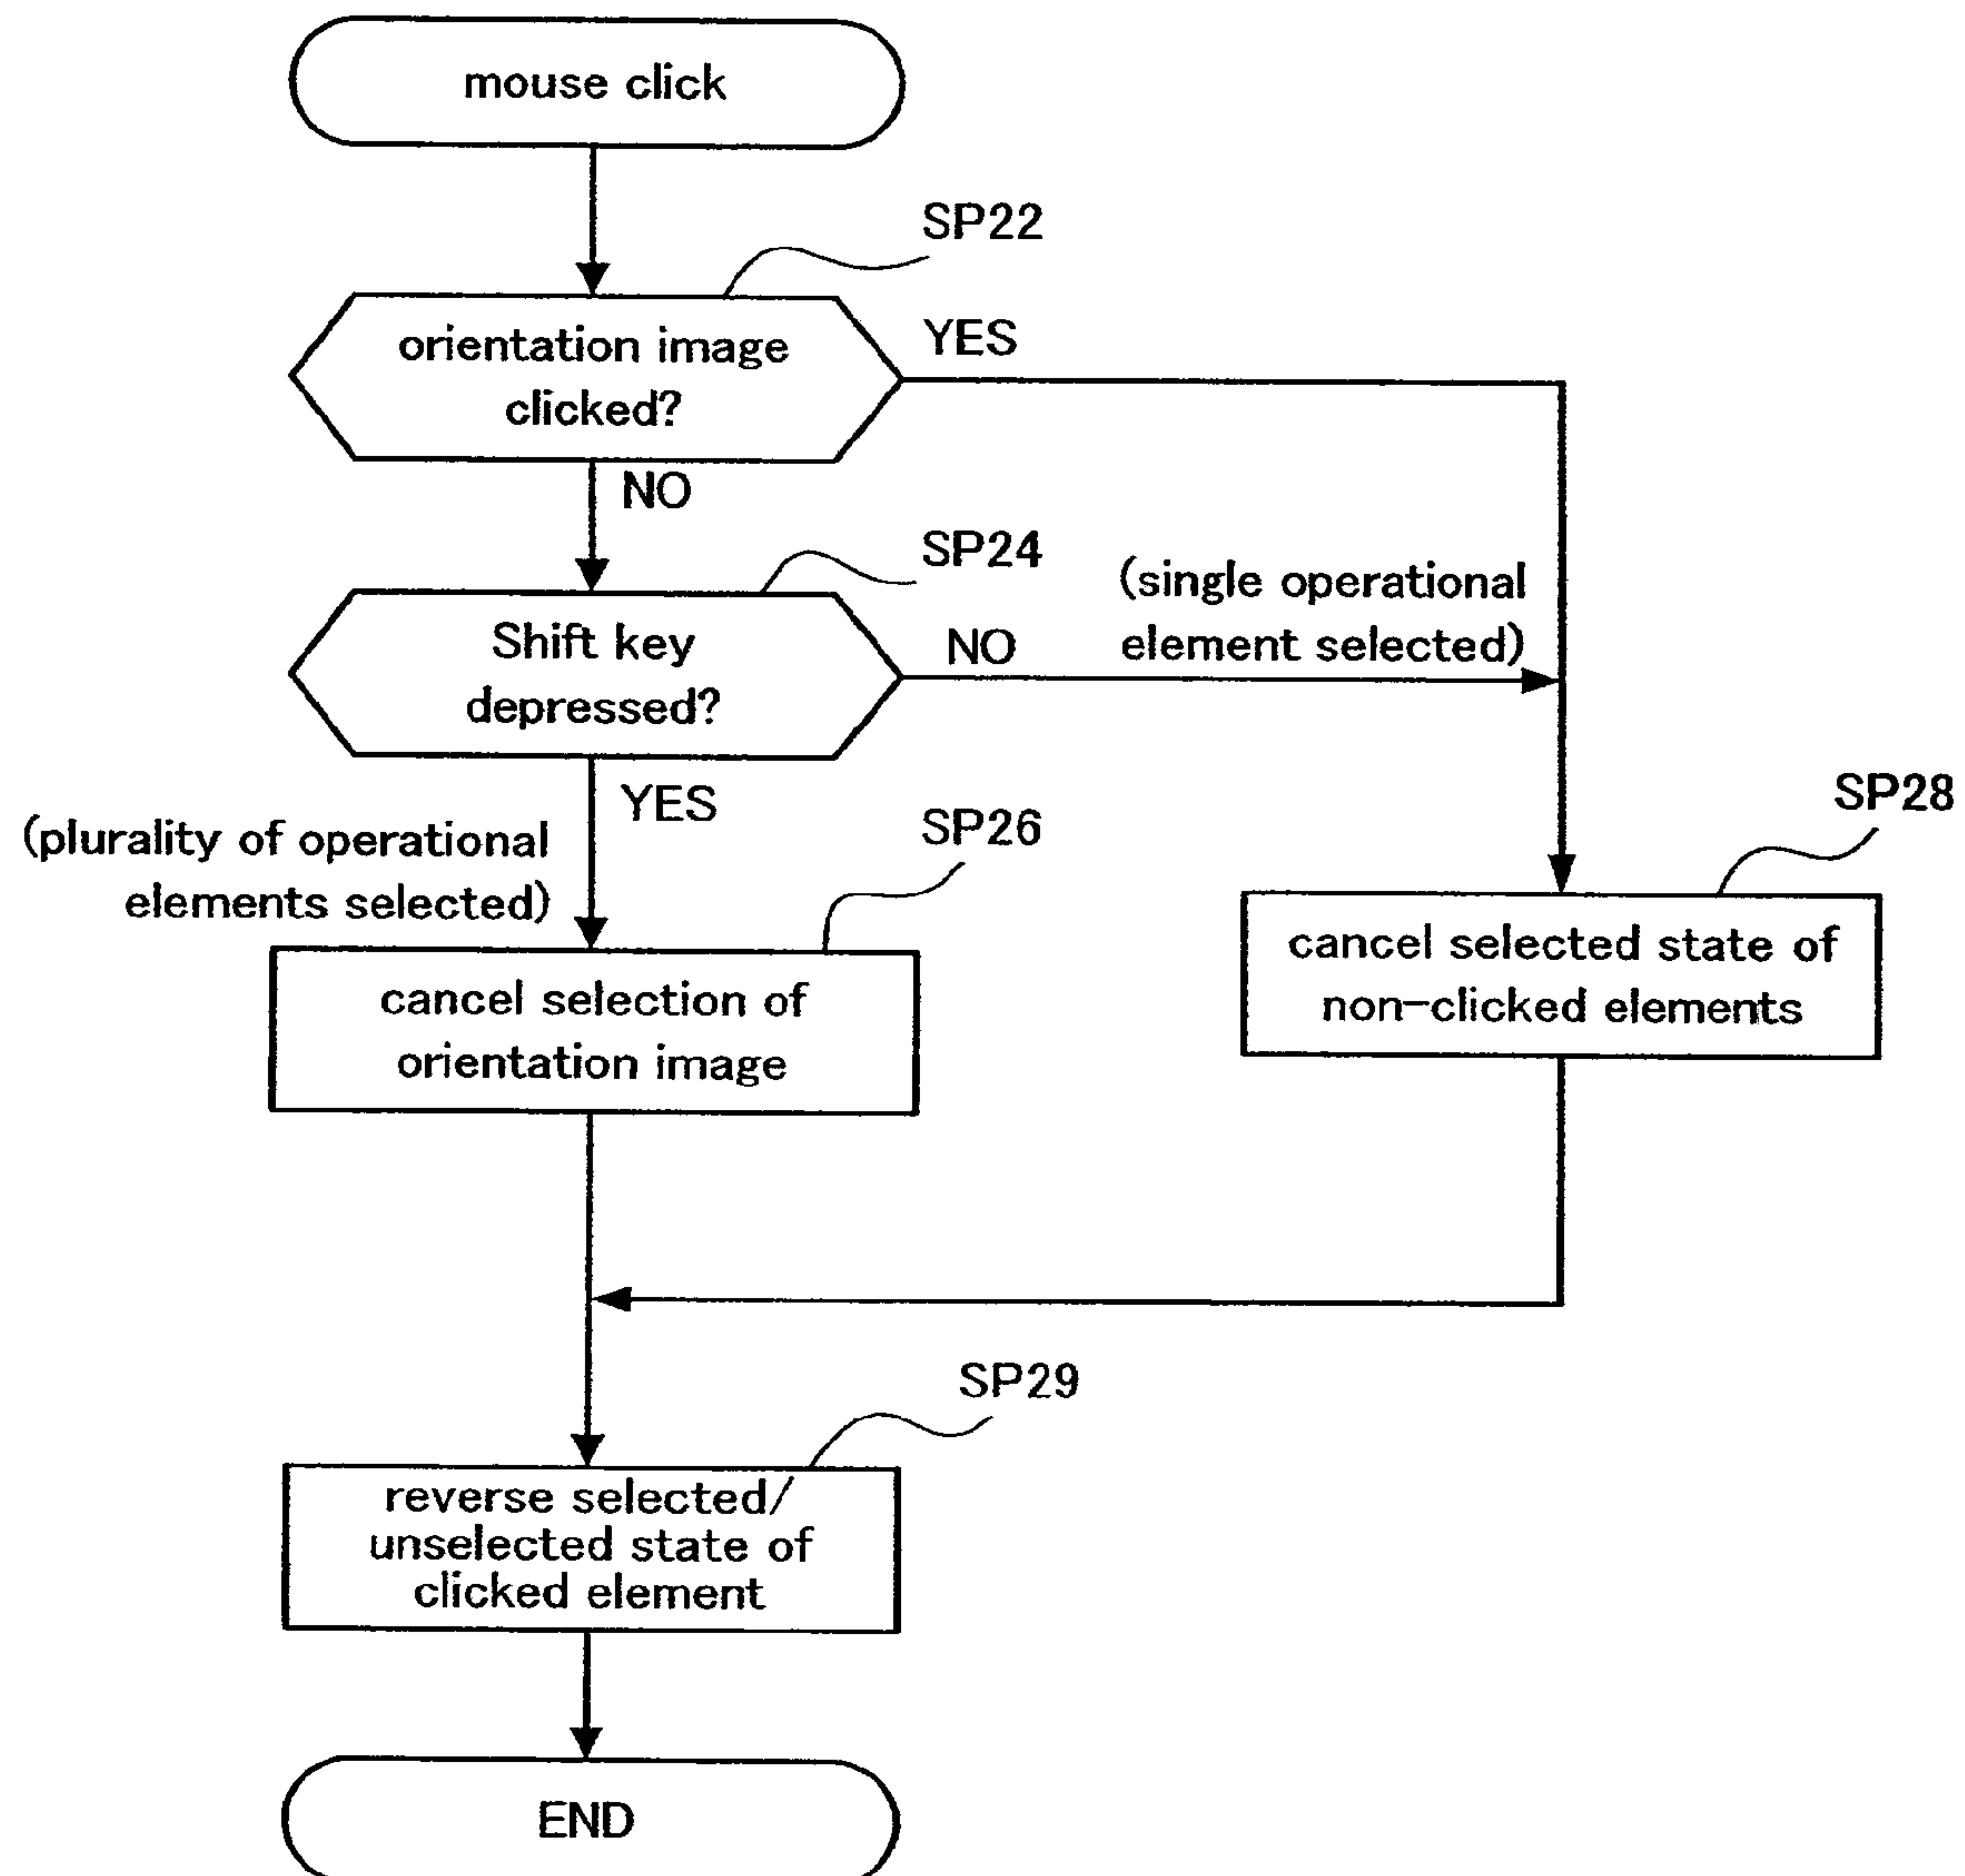 mouse click
SP22
orientation image
clicked?
YES
NO
SP24
Shift key
depressed?
NO
(single operational
element selected)
YES
(plurality of operational
elements selected)
SP26
SP28
cancel selection of
orientation image
cancel selected state of
non-clicked elements
SP29
reverse selected/
unselected state of
clicked element
END